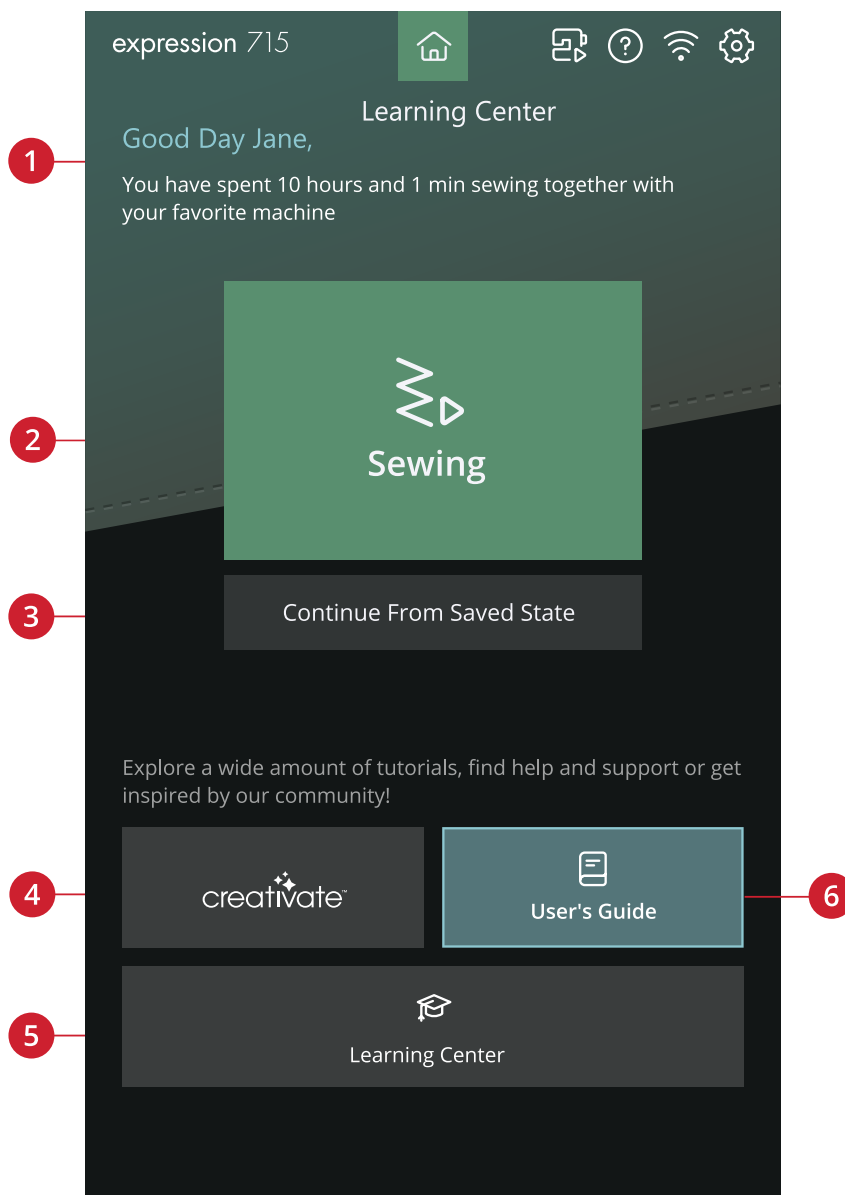 expression 715
Learning Center
Good Day Jane,
1
You have spent 10 hours and 1 min sewing together with
your favorite machine
2
Sewing
3
Continue From Saved State
Explore a wide amount of tutorials, find help and support or get
inspired by our community!
4
creativate™
User's Guide
6
5
Learning Center